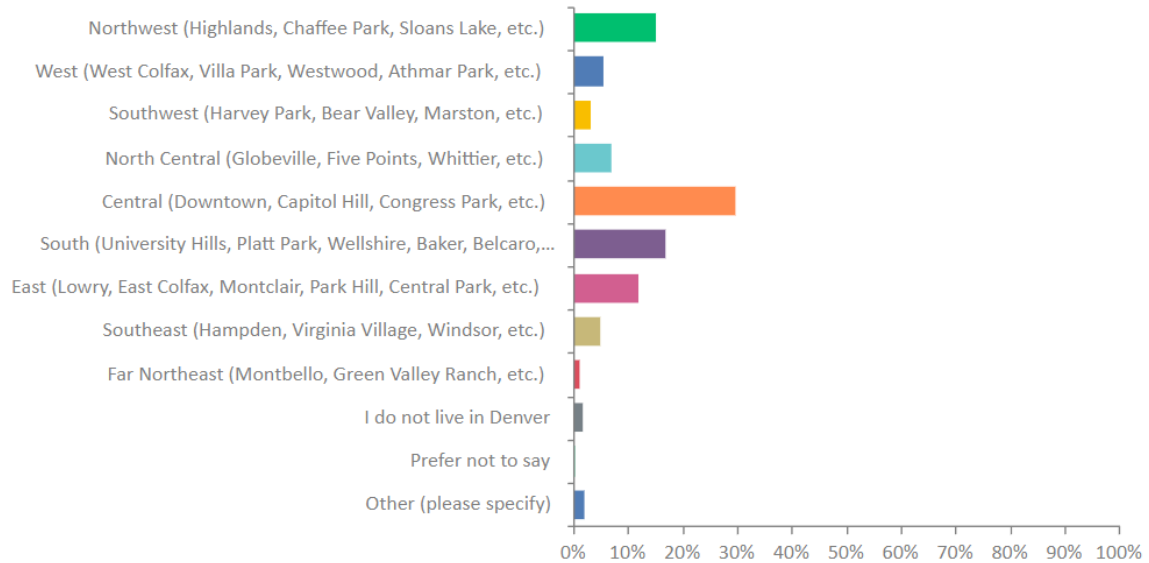 Northwest (Highlands, Chaffee Park, Sloans Lake, etc.)
West (West Colfax, Villa Park, Westwood, Athmar Park, etc.)
Southwest (Harvey Park, Bear Valley, Marston, etc.)
North Central (Globeville, Five Points, Whittier, etc.)
Central (Downtown, Capitol Hill, Congress Park, etc.)
South (University Hills, Platt Park, Wellshire, Baker, Belcaro,...
East (Lowry, East Colfax, Montclair, Park Hill, Central Park, etc.)
Southeast (Hampden, Virginia Village, Windsor, etc.)
Far Northeast (Montbello, Green Valley Ranch, etc.)
I do not live in Denver
Prefer not to say
Other (please specify)
0% 10% 20% 30% 40% 50% 60% 70% 80% 90% 100%